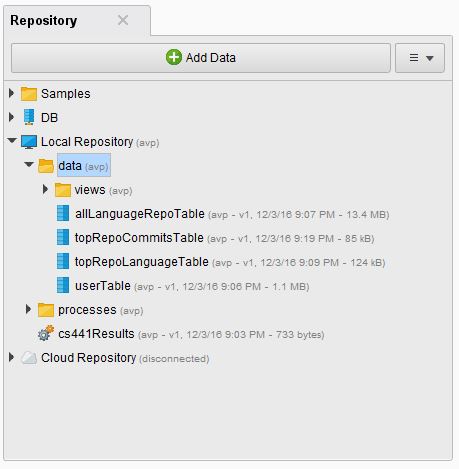 Repository
Add Data
Samples
DB
Local Repository (avp)
data (avp)
views (avp)
allLanguageRepoTable (avp - v1, 12/3/16 9:07 PM - 13.4 MB)
topRepoCommitsTable (avp - v1, 12/3/16 9:19 PM - 85 kB)
topRepoLanguageTable (avp - v1, 12/3/16 9:09 PM - 124 kB)
userTable (avp - v1, 12/3/16 9:06 PM - 1.1 MB)
processes (avp)
cs441Results (avp - v1, 12/3/16 9:03 PM - 733 bytes)
Cloud Repository (disconnected)